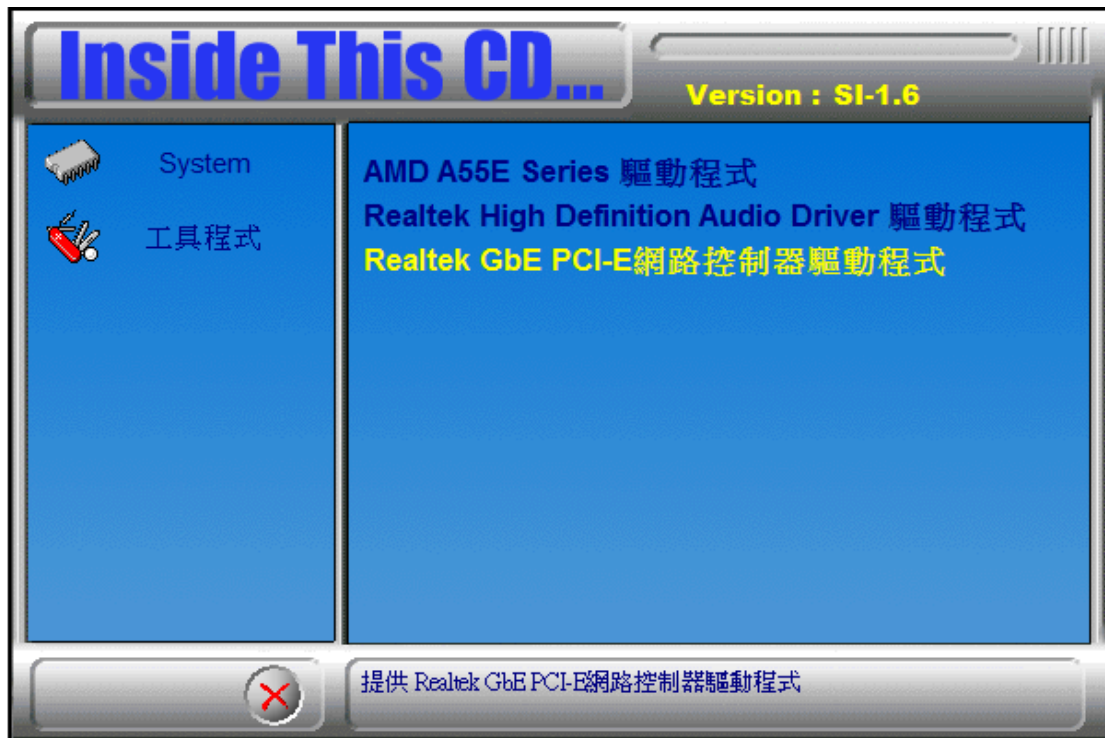 Inside This CD...
Version : SI-1.6
System
工具程式
AMD A55E Series 驅動程式
Realtek High Definition Audio Driver 驅動程式
Realtek GbE PCI-E網路控制器驅動程式
提供 Realtek GbE PCI-E網路控制器驅動程式